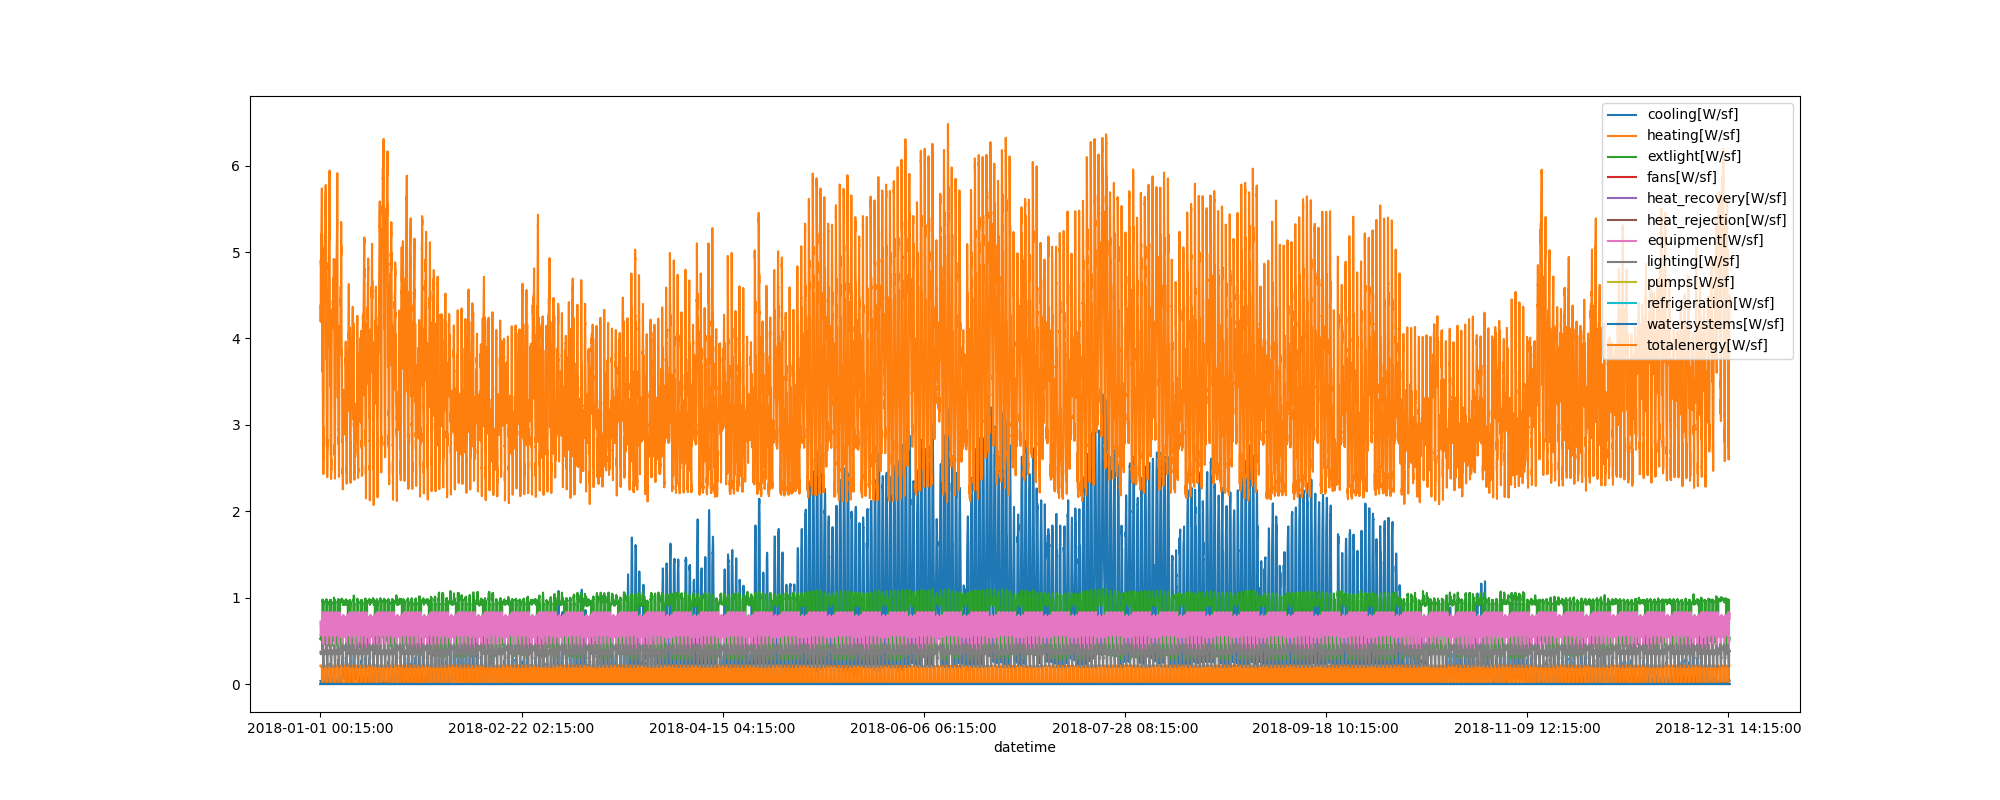 cooling[W/sf]
heating[W/sf]
extlight[W/sf]
fans[W/sf]
heat_recovery[W/sf]
heat_rejection[W/sf]
equipment[W/sf]
lighting[W/sf]
pumps[W/sf]
refrigeration[W/sf]
watersystems[W/sf]
totalenergy[W/sf]
6
5
4
3
2
1
0
2018-01-01 00:15:00 2018-02-22 02:15:00 2018-04-15 04:15:00 2018-06-06 06:15:00 2018-07-28 08:15:00 2018-09-18 10:15:00 2018-11-09 12:15:00 2018-12-31 14:15:00
datetime